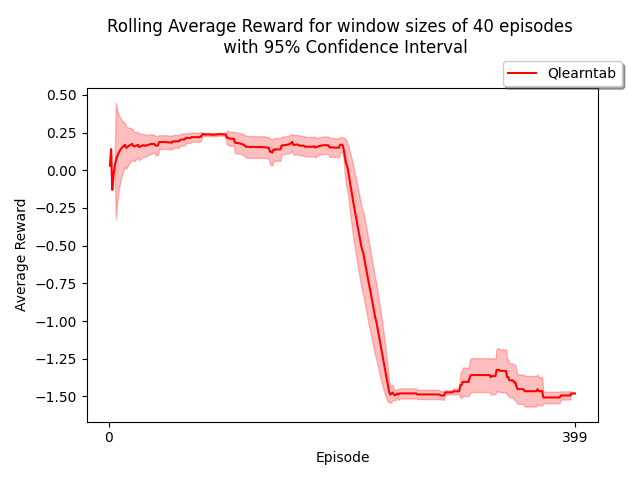 Rolling Average Reward for window sizes of 40 episodes
with 95% Confidence Interval
Qlearntab
0.50
0.25
0.00
−0.25
−0.50
−0.75
−1.00
−1.25
−1.50
Average Reward
0
399
Episode